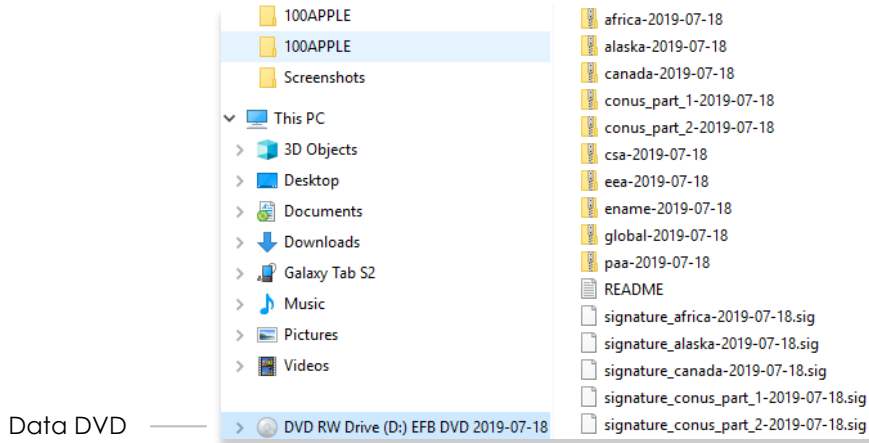 100APPLE
100APPLE
Screenshots
This PC
3D Objects
Desktop
Documents
Downloads
Galaxy Tab S2
Music
Pictures
Videos
Data DVD
DVD RW Drive (D:) EFB DVD 2019-07-18
africa-2019-07-18
alaska-2019-07-18
canada-2019-07-18
conus_part_1-2019-07-18
conus_part_2-2019-07-18
csa-2019-07-18
eea-2019-07-18
ename-2019-07-18
global-2019-07-18
paa-2019-07-18
README
signature_africa-2019-07-18.sig
signature_alaska-2019-07-18.sig
signature_canada-2019-07-18.sig
signature_conus_part_1-2019-07-18.sig
signature_conus_part_2-2019-07-18.sig